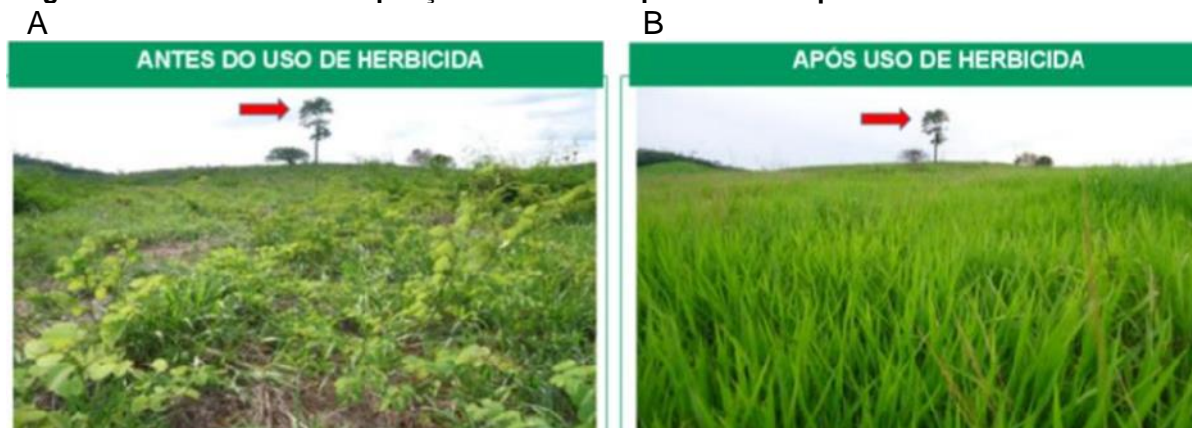 A
B
ANTES DO USO DE HERBICIDA
APÓS USO DE HERBICIDA